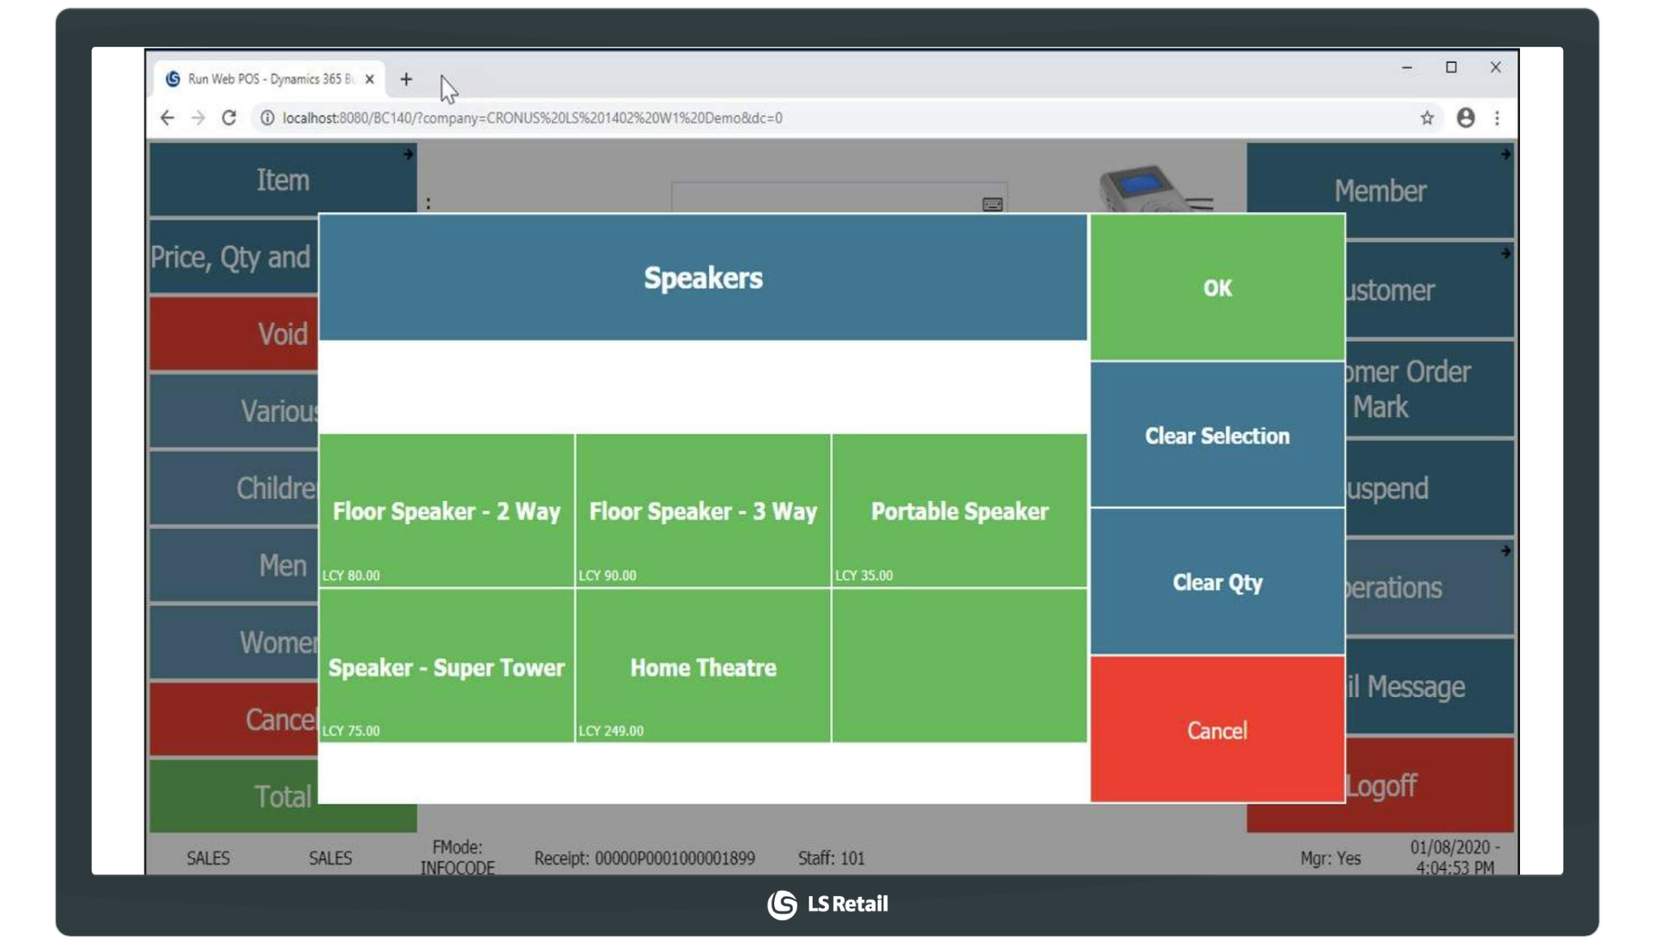 Run Web POS - Dynamics 365 B
localhost:8080/BC140/?company=CRONUS%20LS%201402%20W1%20Demo&dc=0
Item
:
Member
Price, Qty and
Speakers
OK
ustomer
Void
omer Order
Mark
Various
Clear Selection
Childre
uspend
Floor Speaker - 2 Way
Floor Speaker - 3 Way
Portable Speaker
LCY 80.00
LCY 90.00
LCY 35.00
Men
Clear Qty
erations
Women
Speaker - Super Tower
Home Theatre
il Message
LCY 75.00
LCY 249.00
Cancel
Cancel
Total
Logoff
SALES
SALES
FMode:
INFOCODE
Receipt: 00000P0001000001899
Staff: 101
Mgr: Yes
01/08/2020 -
4:04:53 PM
LS Retail